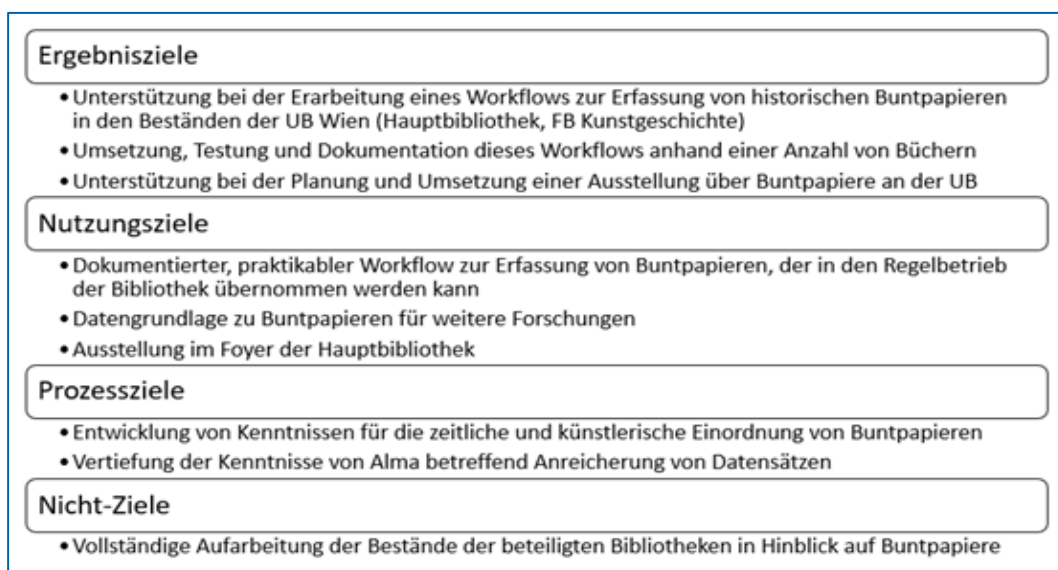 Ergebnisziele
• Unterstützung bei der Erarbeitung eines Workflows zur Erfassung von historischen Buntpapieren
in den Beständen der UB Wien (Hauptbibliothek, FB Kunstgeschichte)
• Umsetzung, Testung und Dokumentation dieses Workflows anhand einer Anzahl von Büchern
• Unterstützung bei der Planung und Umsetzung einer Ausstellung über Buntpapiere an der UB
Nutzungsziele
• Dokumentierter, praktikabler Workflow zur Erfassung von Buntpapieren, der in den Regelbetrieb
der Bibliothek übernommen werden kann
• Datengrundlage zu Buntpapieren für weitere Forschungen
• Ausstellung im Foyer der Hauptbibliothek
Prozessziele
• Entwicklung von Kenntnissen für die zeitliche und künstlerische Einordnung von Buntpapieren
• Vertiefung der Kenntnisse von Alma betreffend Anreicherung von Datensätzen
Nicht-Ziele
• Vollständige Aufarbeitung der Bestände der beteiligten Bibliotheken in Hinblick auf Buntpapiere